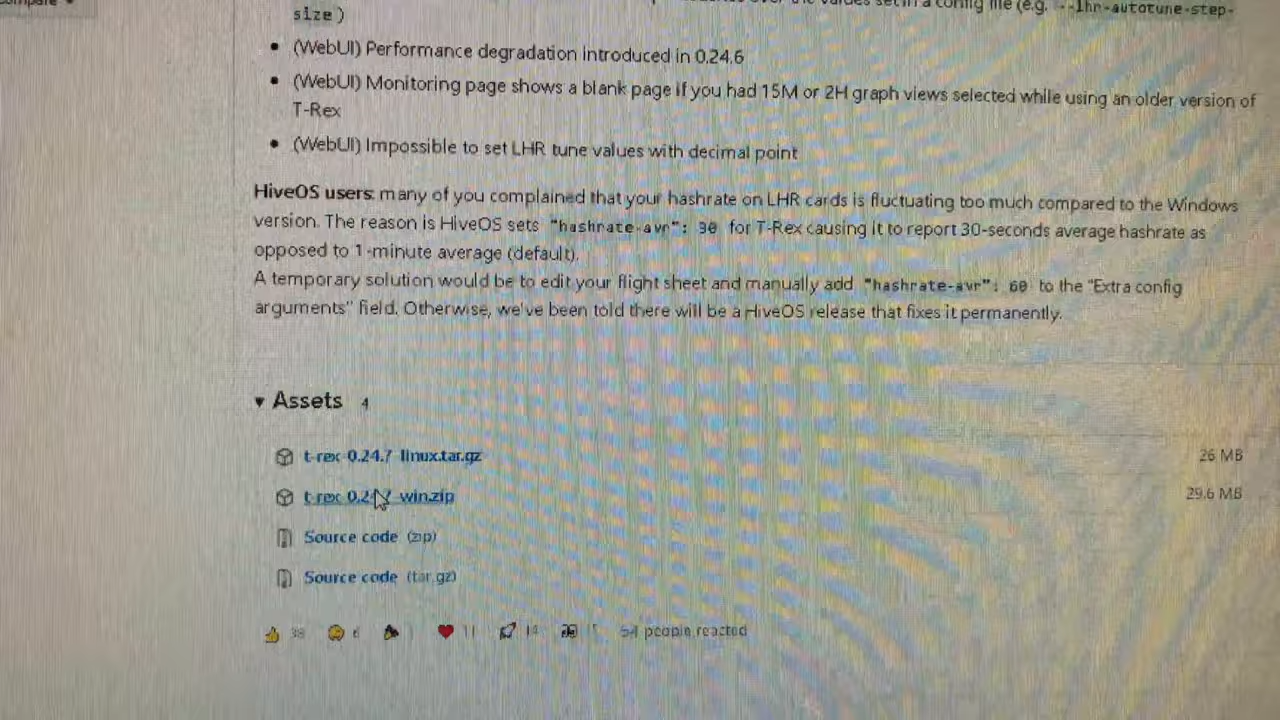 size)
(WebUI) Performance degradation introduced in 0.24.6
(WebUI) Monitoring page shows a blank page if you had 15M or 2H graph views selected while using an older version of
T-Rex
(WebUI) Impossible to set LHR tune values with decimal point
HiveOS users: many of you complained that your hashrate on LHR cards is fluctuating too much compared to the Windows
version. The reason is HiveOS sets "hashrate-avr": 30 for T-Rex causing it to report 30-seconds average hashrate as
opposed to 1-minute average (default).
A temporary solution would be to edit your flight sheet and manually add "hashrate-avr": 60 to the "Extra config
arguments" field. Otherwise, we've been told there will be a HiveOS release that fixes it permanently.
▾ Assets 4
t-rex-0.24.7-linux.tar.gz 26 MB
win.zip 29.6 MB
Source code (zip)
Source code (tar.gz)
38 6 1 11 14 54 people reacted